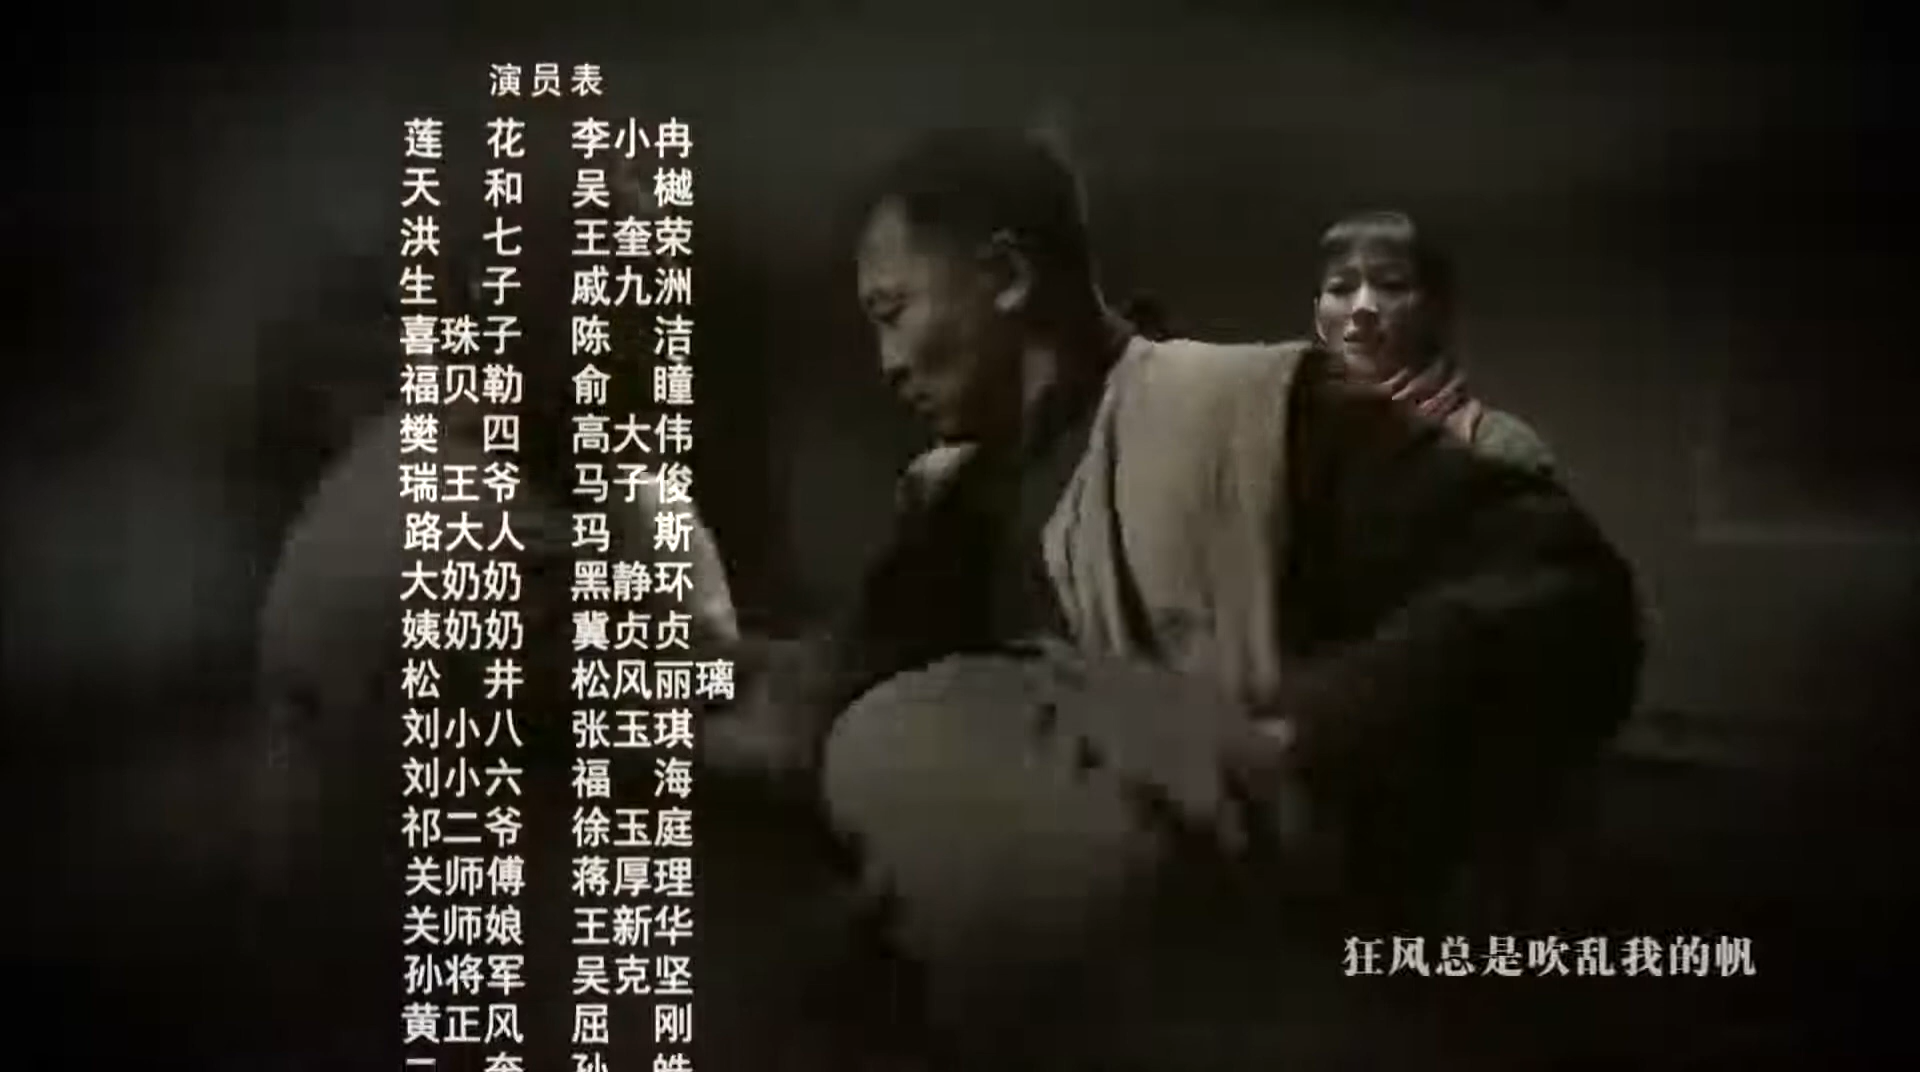 演员表
莲花 李小冉
天和 吴樾
洪七 王奎荣
生子 戚九洲
喜珠子 陈洁
福贝勒 俞瞳
樊四 高大伟
瑞王爷 马子俊
路大人 玛斯
大奶奶 黑静环
姨奶奶 冀贞贞
松井 松风丽璃
刘小八 张玉琪
刘小六 福海
祁二爷 徐玉庭
关师傅 蒋厚理
关师娘 王新华
孙将军 吴克坚
黄正风 屈刚
狂风总是吹乱我的帆